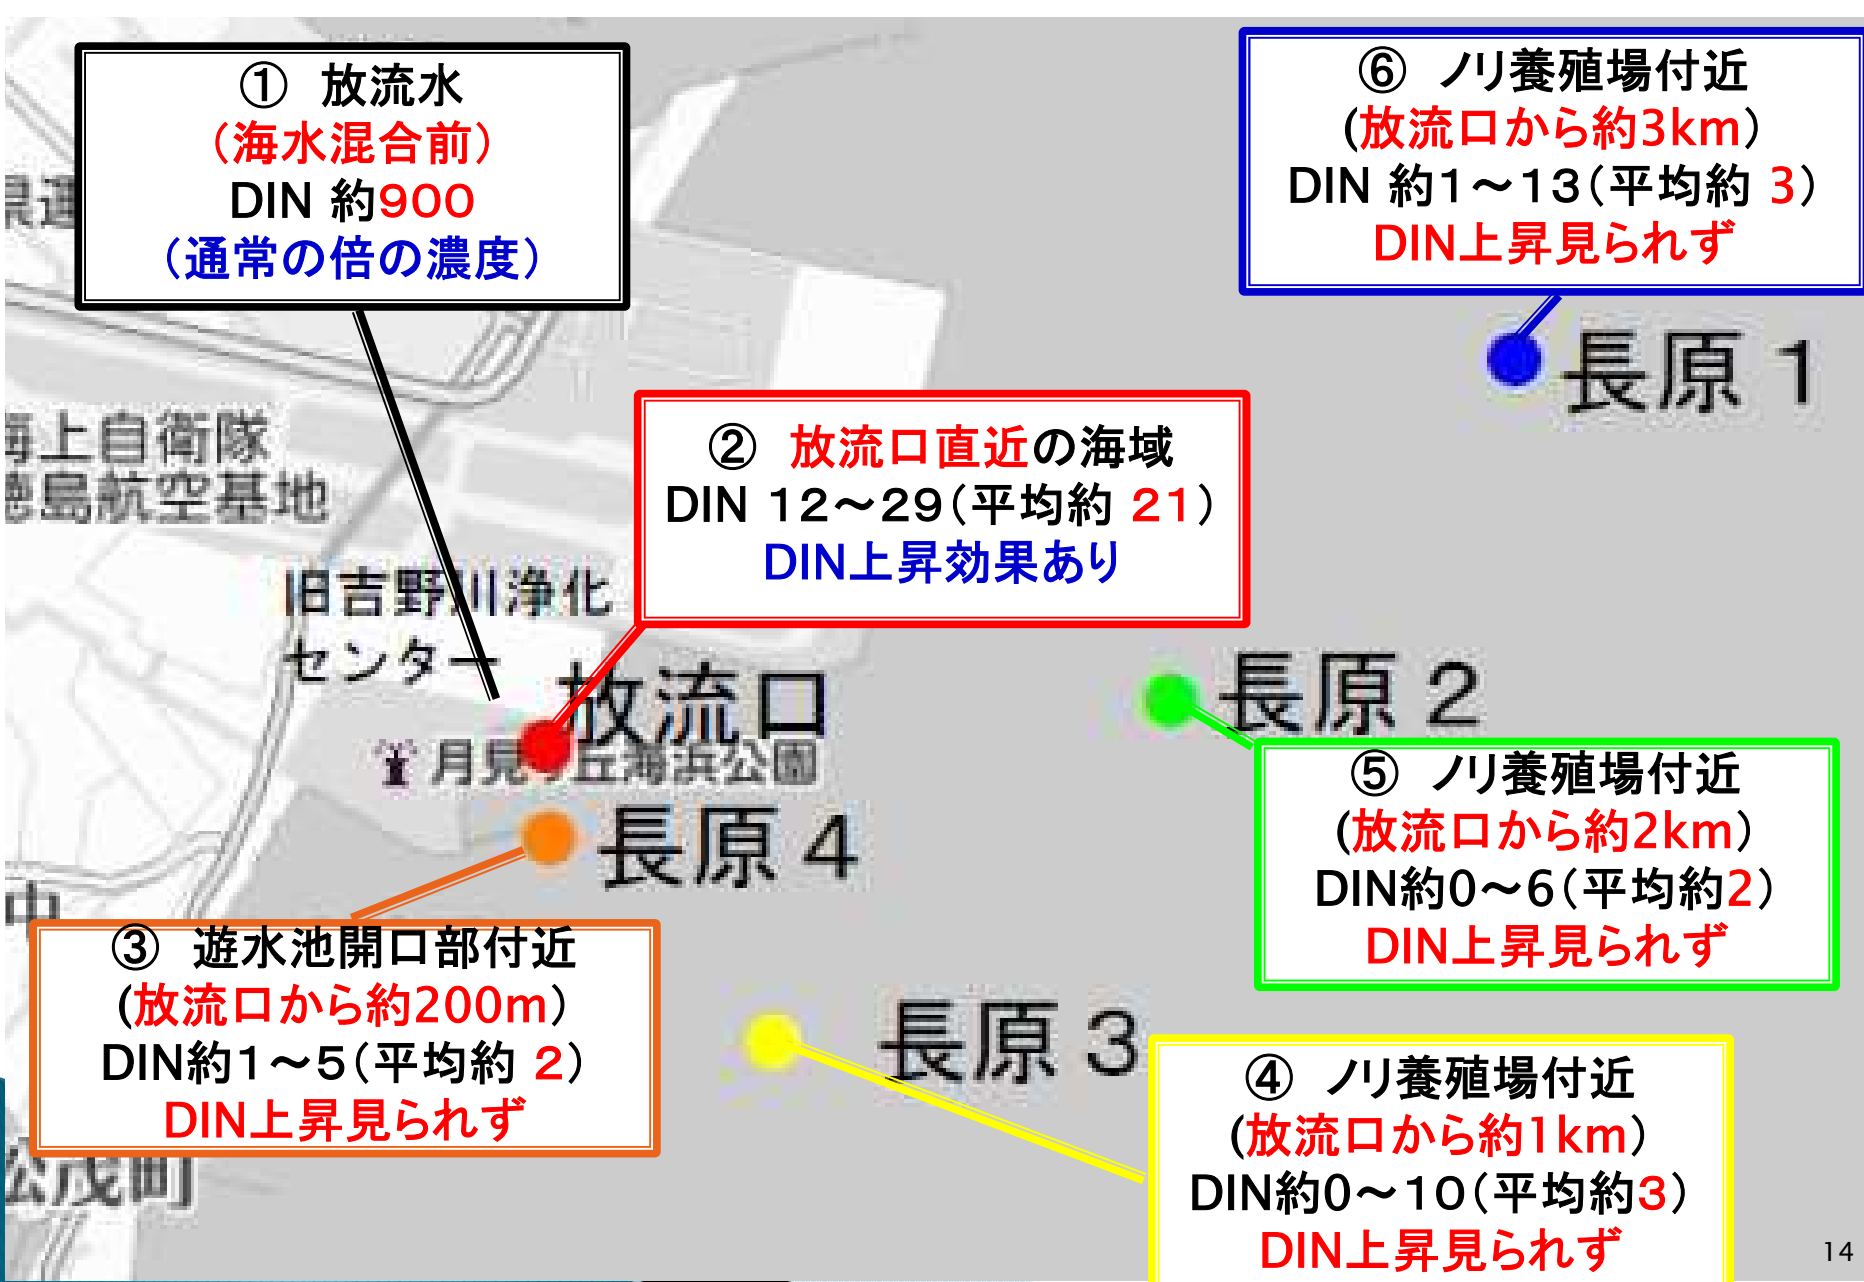 ① 放流水
（海水混合前）
DIN 約900
（通常の倍の濃度）
⑥ ノリ養殖場付近
(放流口から約3km)
DIN 約1～13(平均約 3)
DIN上昇見られず
長原 1
② 放流口直近の海域
DIN 12～29(平均約 21)
DIN上昇効果あり
海上自衛隊
徳島航空基地
旧吉野川浄化
センター
放流口
月見ヶ丘海浜公園
長原 2
⑤ ノリ養殖場付近
(放流口から約2km)
DIN約0～6(平均約2)
DIN上昇見られず
長原 4
③ 遊水池開口部付近
(放流口から約200m)
DIN約1～5(平均約 2)
DIN上昇見られず
長原 3
④ ノリ養殖場付近
(放流口から約1km)
DIN約0～10(平均約3)
DIN上昇見られず
松茂町
14